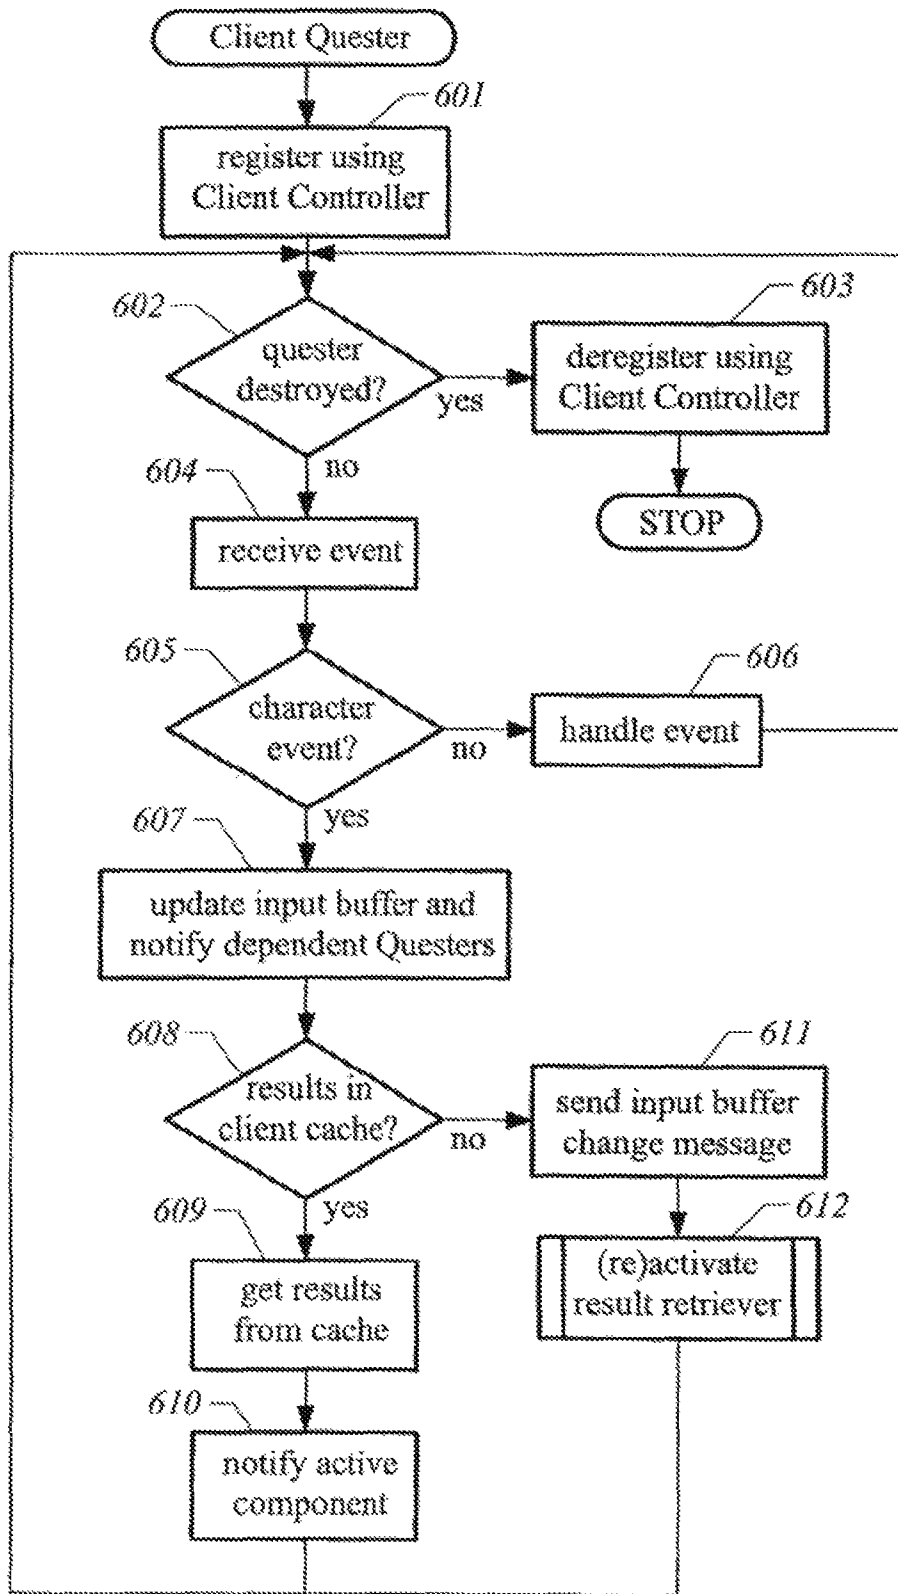 Client Quester
601
register using
Client Controller
602
quester
destroyed?
yes
no
603
deregister using
Client Controller
STOP
604
receive event
605
character
event?
no
yes
606
handle event
607
update input buffer and
notify dependent Questers
608
results in
client cache?
no
yes
611
send input buffer
change message
612
(re)activate
result retriever
609
get results
from cache
610
notify active
component